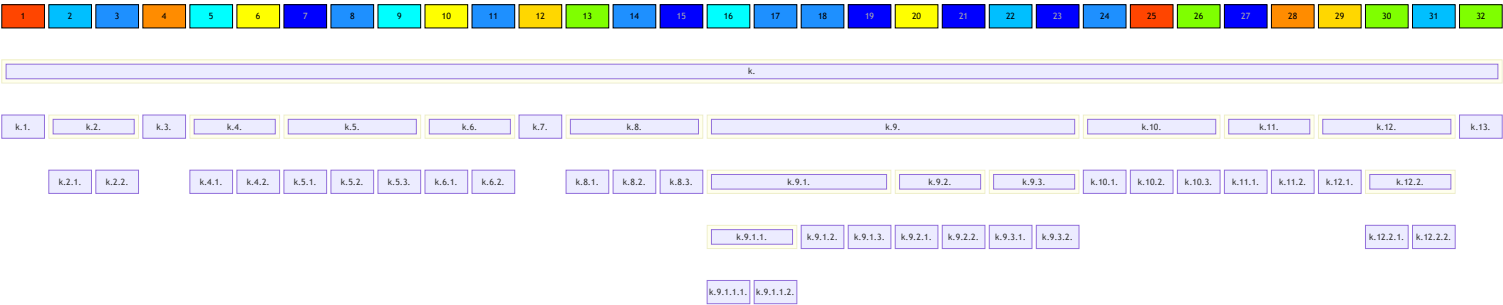 1 2 3 4 5 6 7 8 9 10 11 12 13 14 15 16 17 18 19 20 21 22 23 24 25 26 27 28 29 30 31 32
k.
k.1. k.2. k.3. k.4. k.5. k.6. k.7. k.8. k.9. k.10. k.11. k.12. k.13.
k.2.1. k.2.2. k.4.1. k.4.2. k.5.1. k.5.2. k.5.3. k.6.1. k.6.2. k.8.1. k.8.2. k.8.3. k.9.1. k.9.2. k.9.3. k.10.1. k.10.2. k.10.3. k.11.1. k.11.2. k.12.1. k.12.2.
k.9.1.1. k.9.1.2. k.9.1.3. k.9.2.1. k.9.2.2. k.9.3.1. k.9.3.2. k.12.2.1. k.12.2.2.
k.9.1.1.1. k.9.1.1.2.